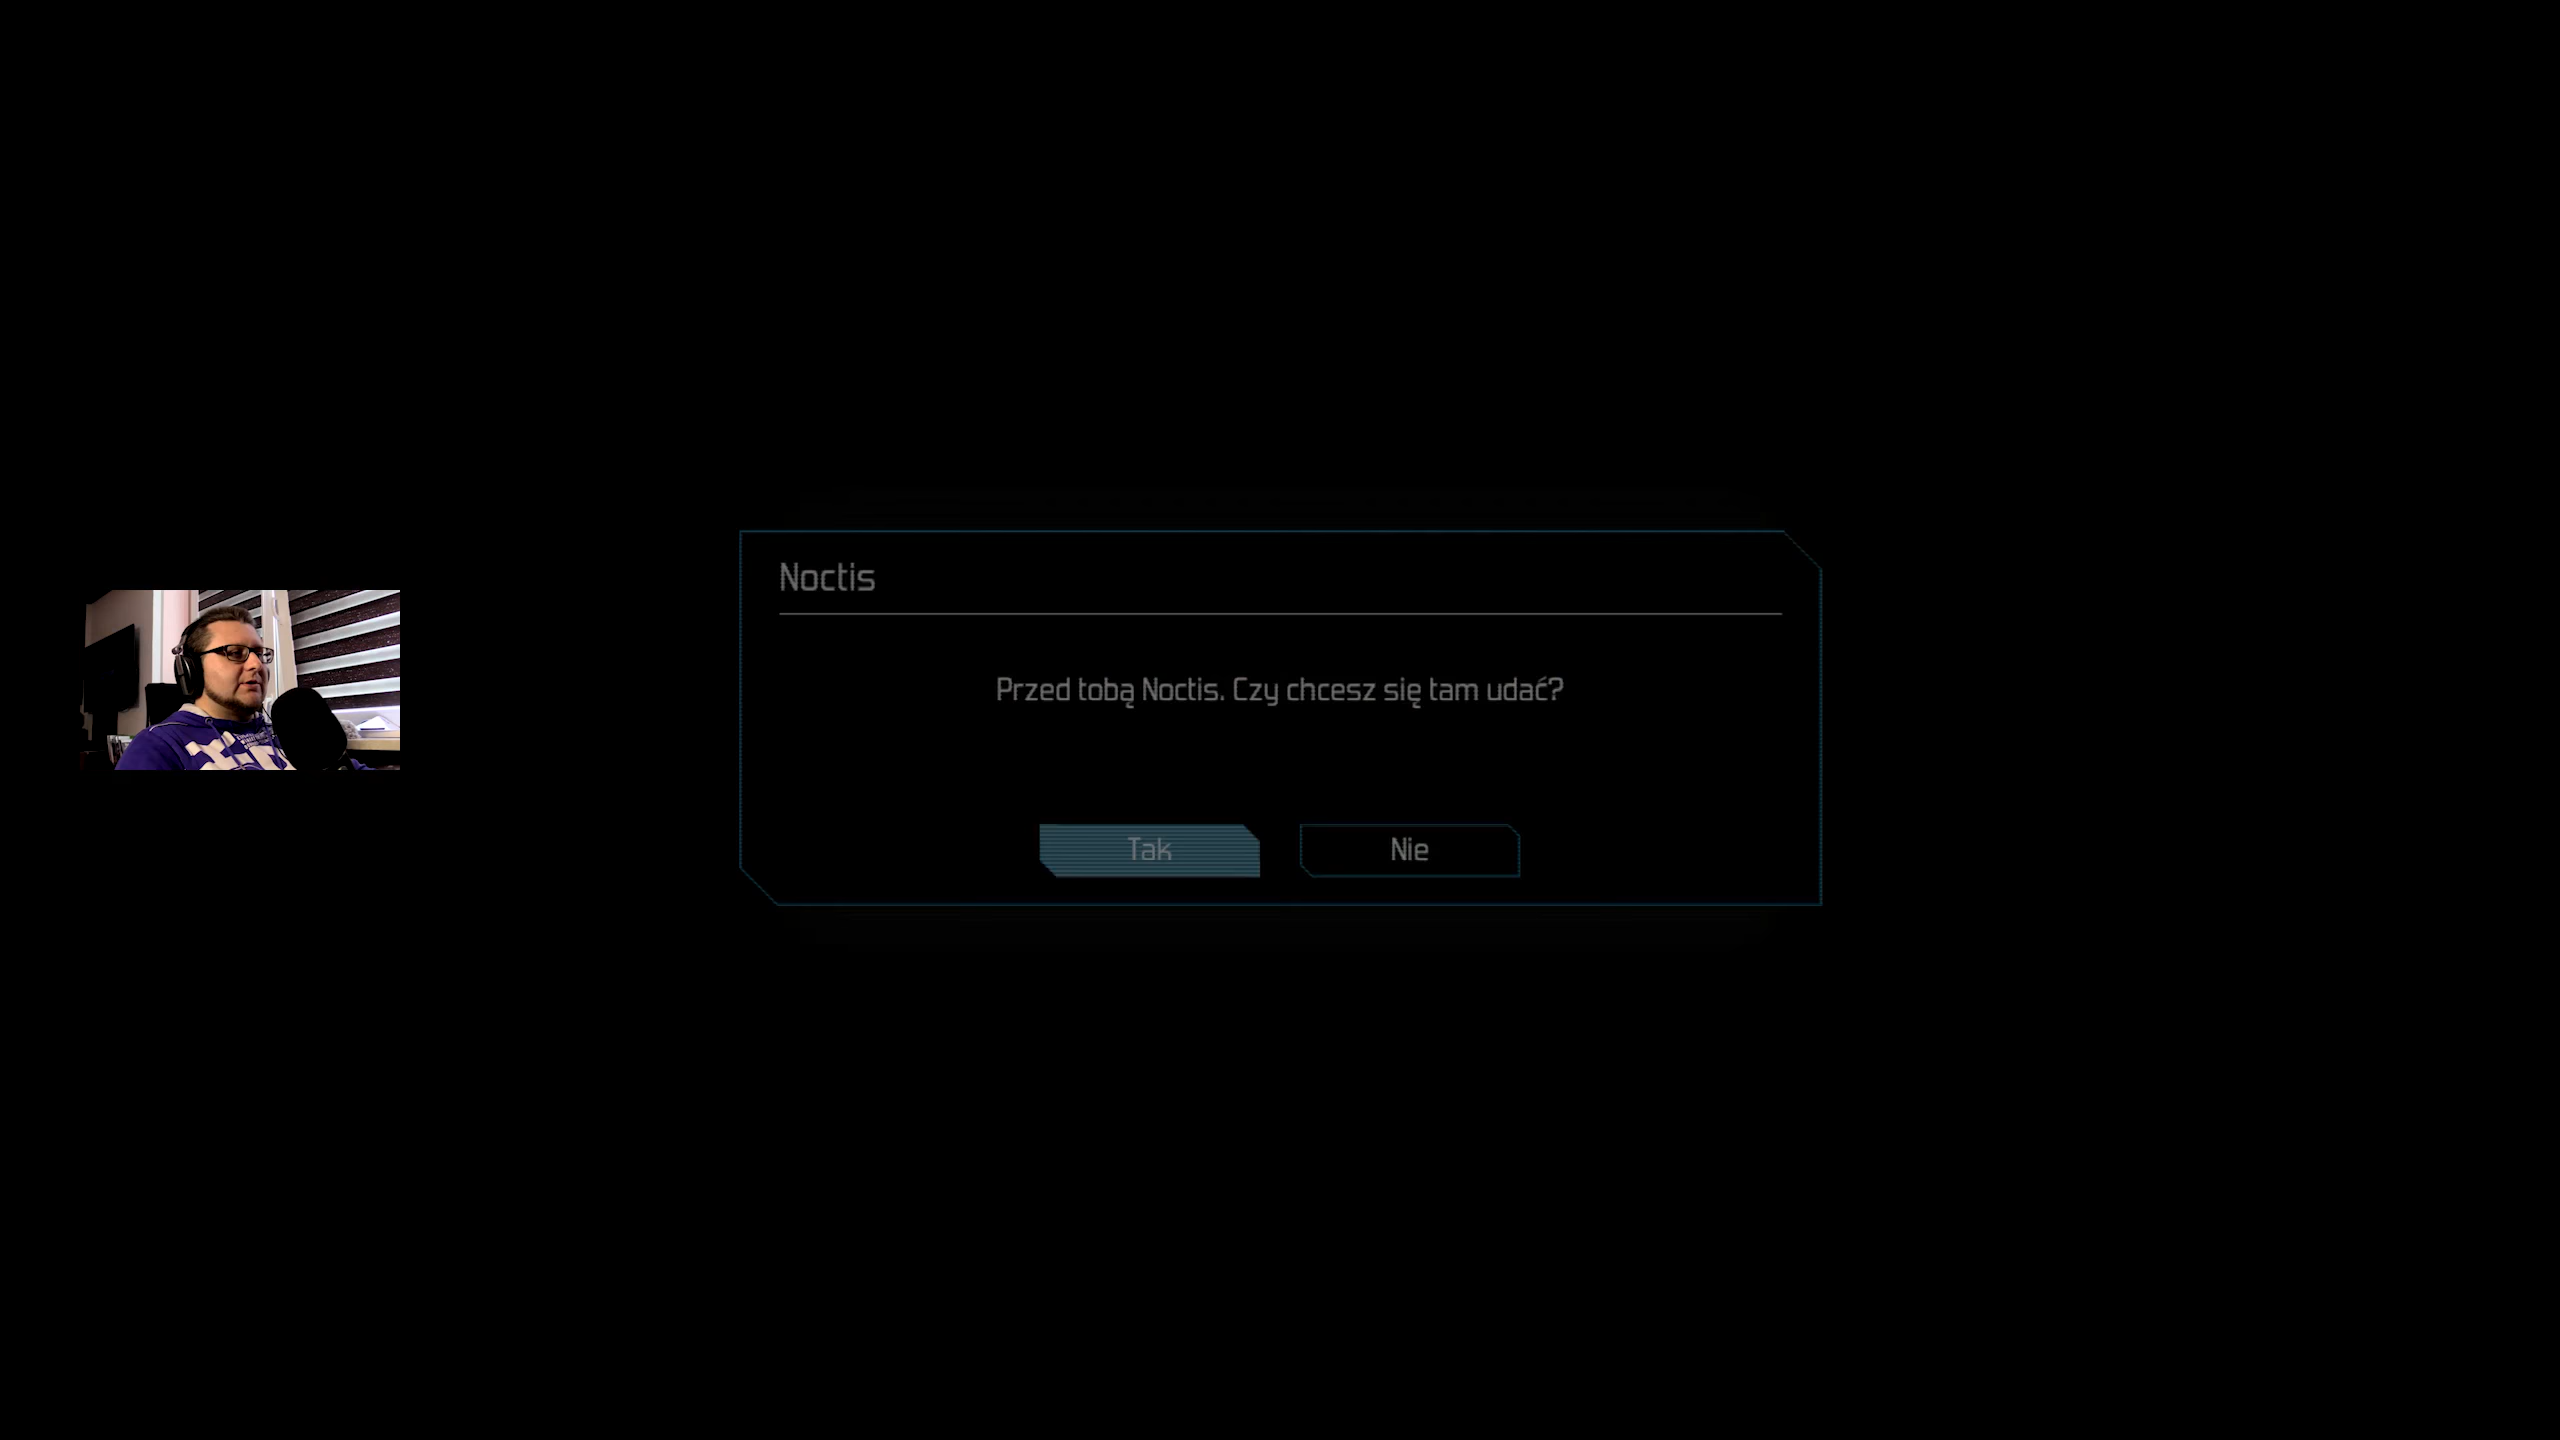 Noctis
Przed tobą Noctis. Czy chcesz się tam udać?
Tak
Nie